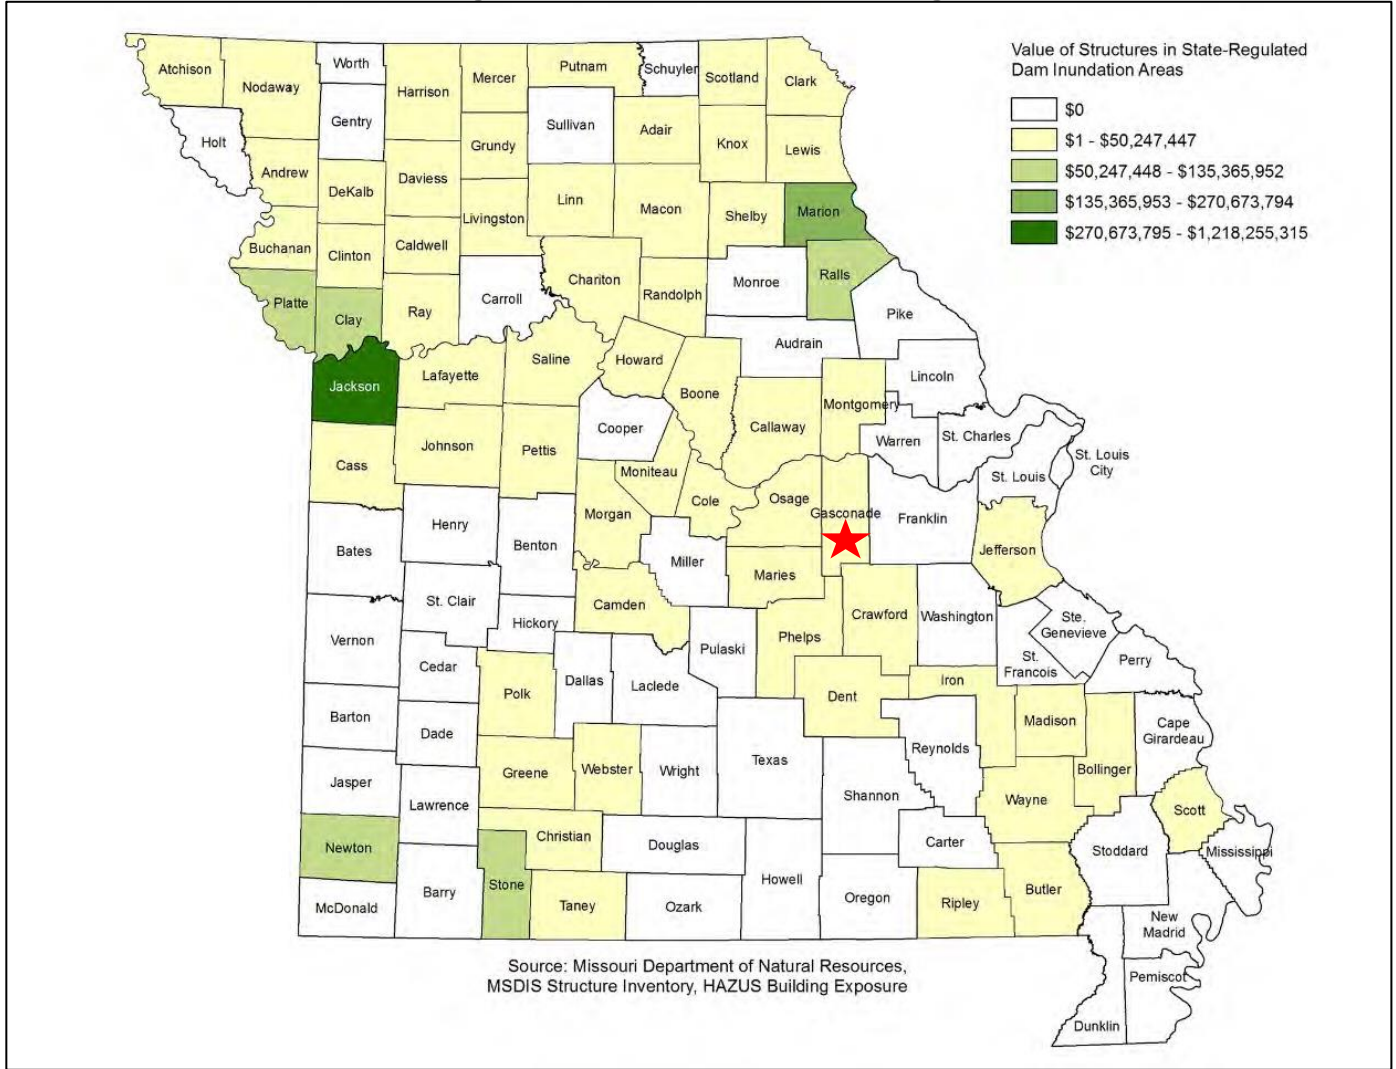 Value of Structures in State-Regulated
Dam Inundation Areas
$0
$1 - $50,247,447
$50,247,448 - $135,365,952
$135,365,953 - $270,673,794
$270,673,795 - $1,218,255,315
Atchison
Nodaway
Worth
Harrison
Mercer
Putnam
Schuyler
Scotland
Clark
Holt
Gentry
Sullivan
Adair
Knox
Lewis
Grundy
Andrew
DeKalb
Daviess
Livingston
Linn
Macon
Shelby
Marion
Buchanan
Clinton
Caldwell
Chariton
Randolph
Monroe
Ralls
Platte
Clay
Ray
Carroll
Pike
Audrain
Jackson
Lafayette
Saline
Howard
Boone
Lincoln
Montgomery
Callaway
Cooper
Warren
St. Charles
St. Louis
City
St. Louis
Cass
Johnson
Pettis
Moniteau
Cole
Osage
Gasconade
Franklin
Morgan
Henry
Benton
Bates
Miller
Maries
Jefferson
St. Clair
Camden
Phelps
Crawford
Washington
Ste.
Genevieve
Vernon
Hickory
Cedar
Pulaski
St.
Francois
Perry
Polk
Dallas
Laclede
Dent
Iron
Madison
Barton
Dade
Cape
Girardeau
Reynolds
Texas
Bollinger
Jasper
Greene
Webster
Wright
Shannon
Wayne
Lawrence
Scott
Christian
Douglas
Carter
Stoddard
Mississippi
Newton
Stone
Barry
Howell
Oregon
Butler
McDonald
Taney
Ozark
Ripley
New
Madrid
Pemiscot
Dunklin
Source: Missouri Department of Natural Resources,
MSDIS Structure Inventory, HAZUS Building Exposure